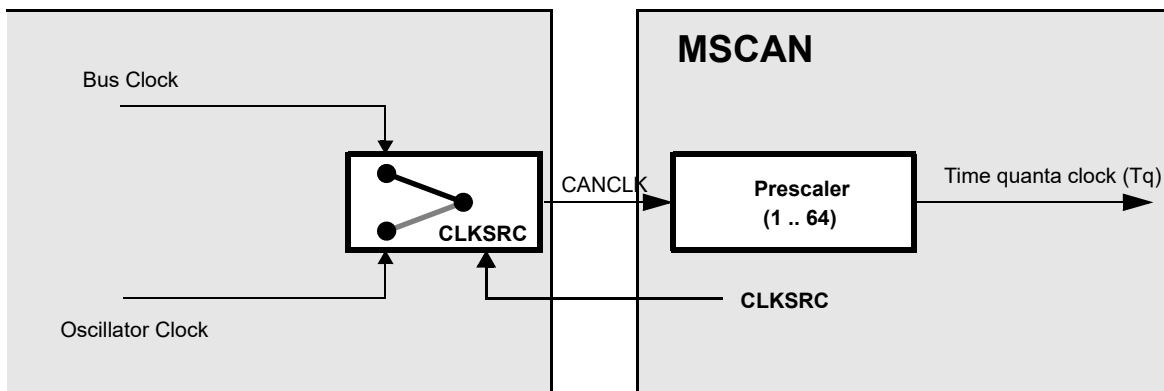 MSCAN
Bus Clock
CANCLK
Prescaler
(1 .. 64)
Time quanta clock (Tq)
CLKSRC
CLKSRC
Oscillator Clock